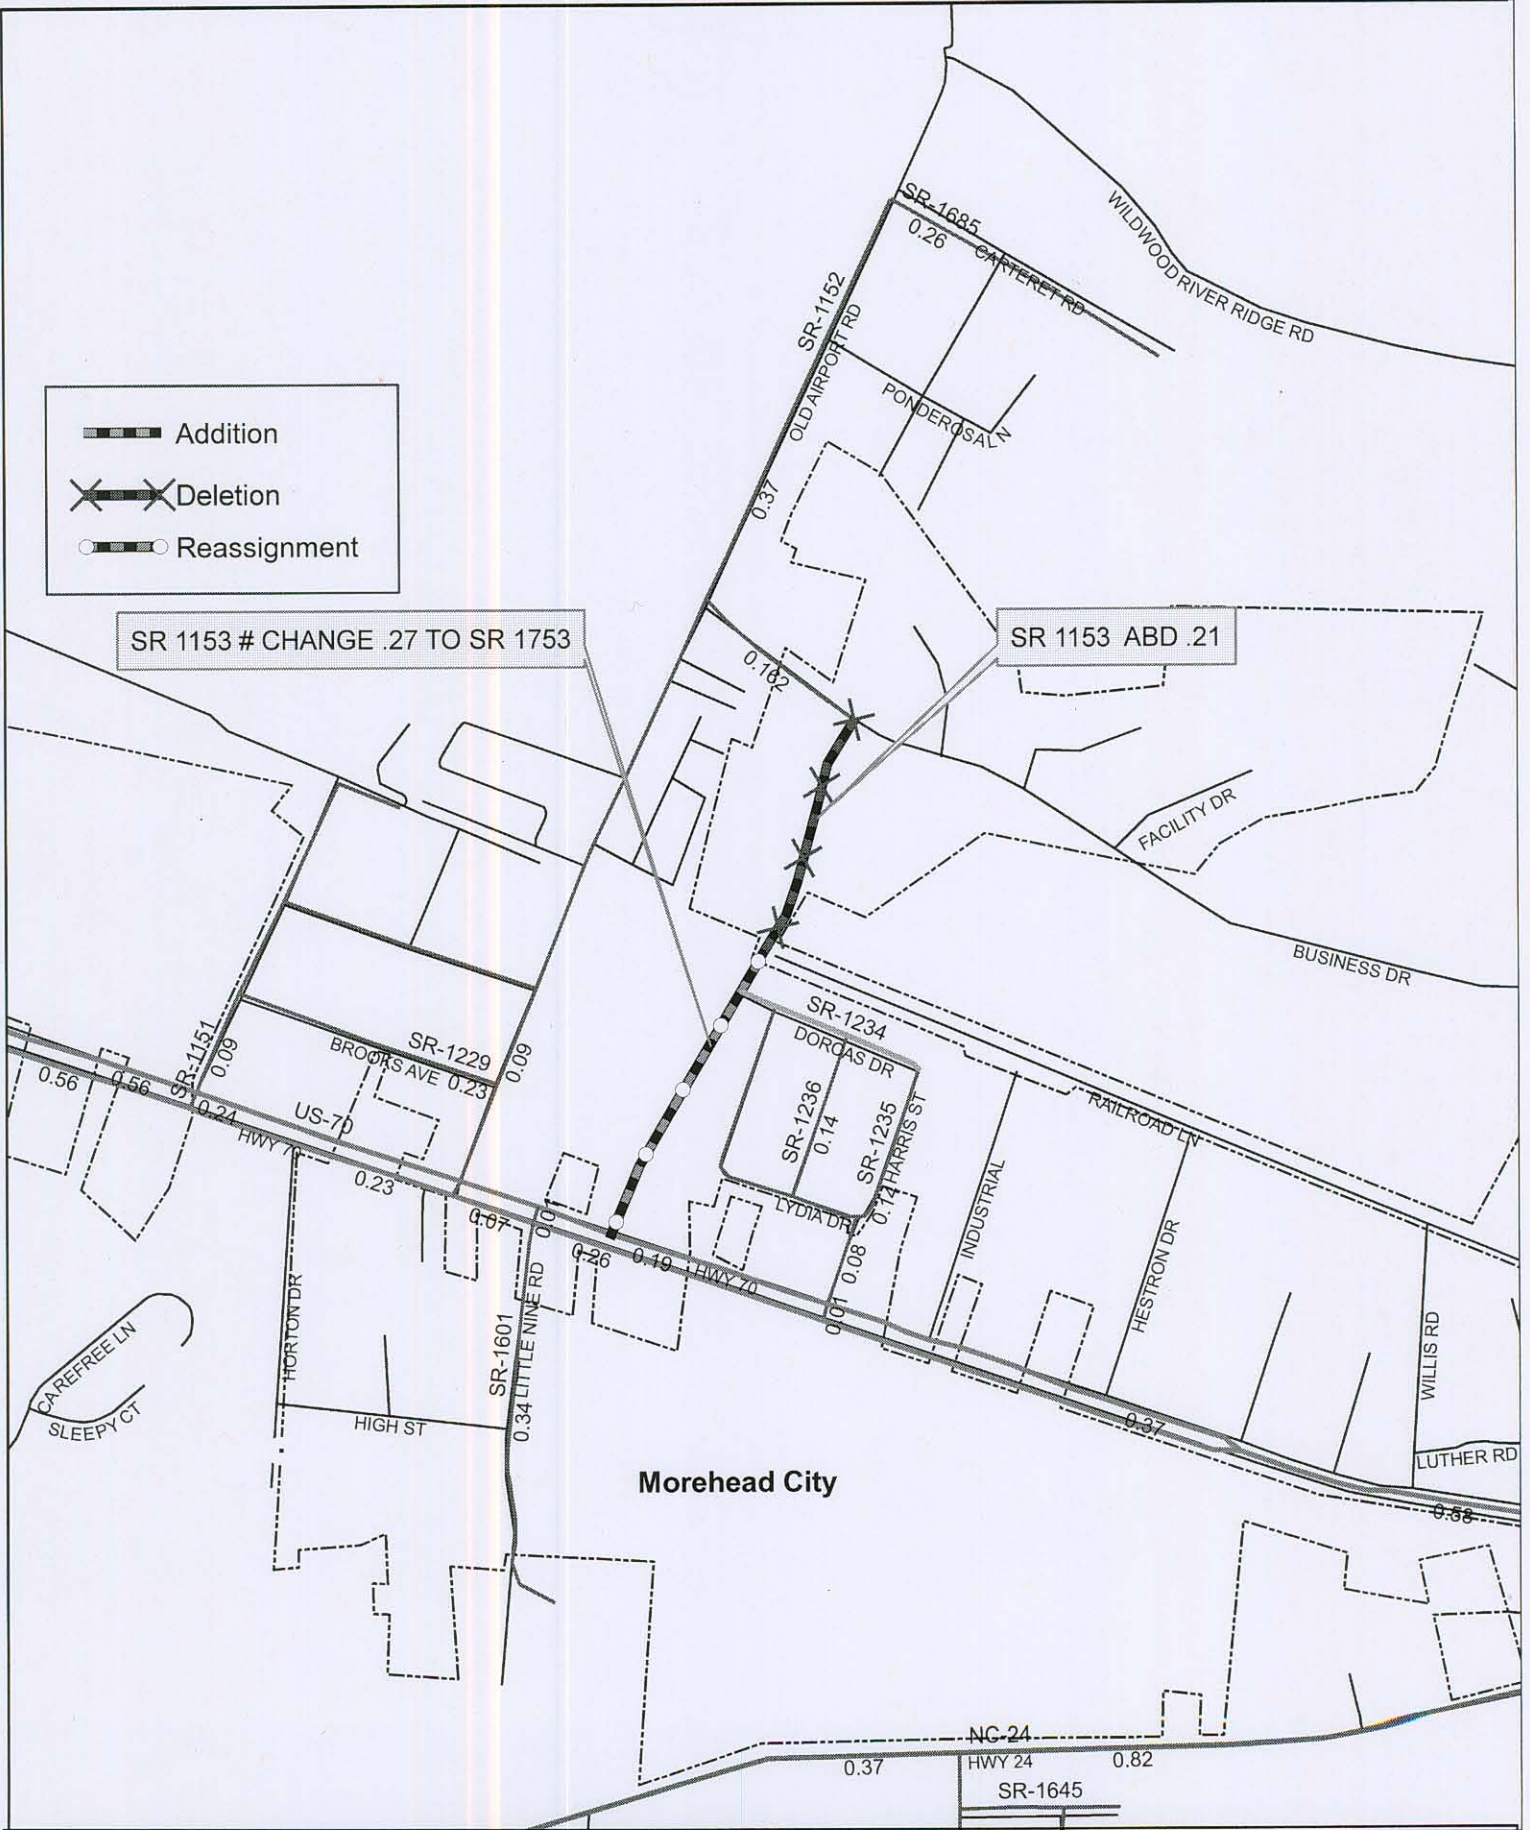 SR-1685
0.26
CARTERET RD
WILDWOOD RIVER RIDGE RD
SR-1152
OLD AIRPORT RD
PONDEROSA LN
0.37
Addition
Deletion
Reassignment
SR 1153 # CHANGE .27 TO SR 1753
SR 1153 ABD .21
0.162
FACILITY DR
BUSINESS DR
SR-1151
0.09
SR-1229
BROOKS AVE
0.23
0.09
SR-1234
DORCAS DR
SR-1236
0.14
SR-1235
0.14
HARRIS ST
RAILROAD LN
0.56
0.56
0.24
US-70
HWY 70
0.23
0.07
0.01
0.26
0.19
HWY 70
LYDIA DR
0.08
0.01
INDUSTRIAL
HESTRON DR
WILLIS RD
LUTHER RD
CAREFREE LN
SLEEPY CT
HORTON DR
HIGH ST
SR-1601
0.34
LITTLE NINE RD
0.37
0.58
Morehead City
NC-24
0.37
HWY 24
0.82
SR-1645